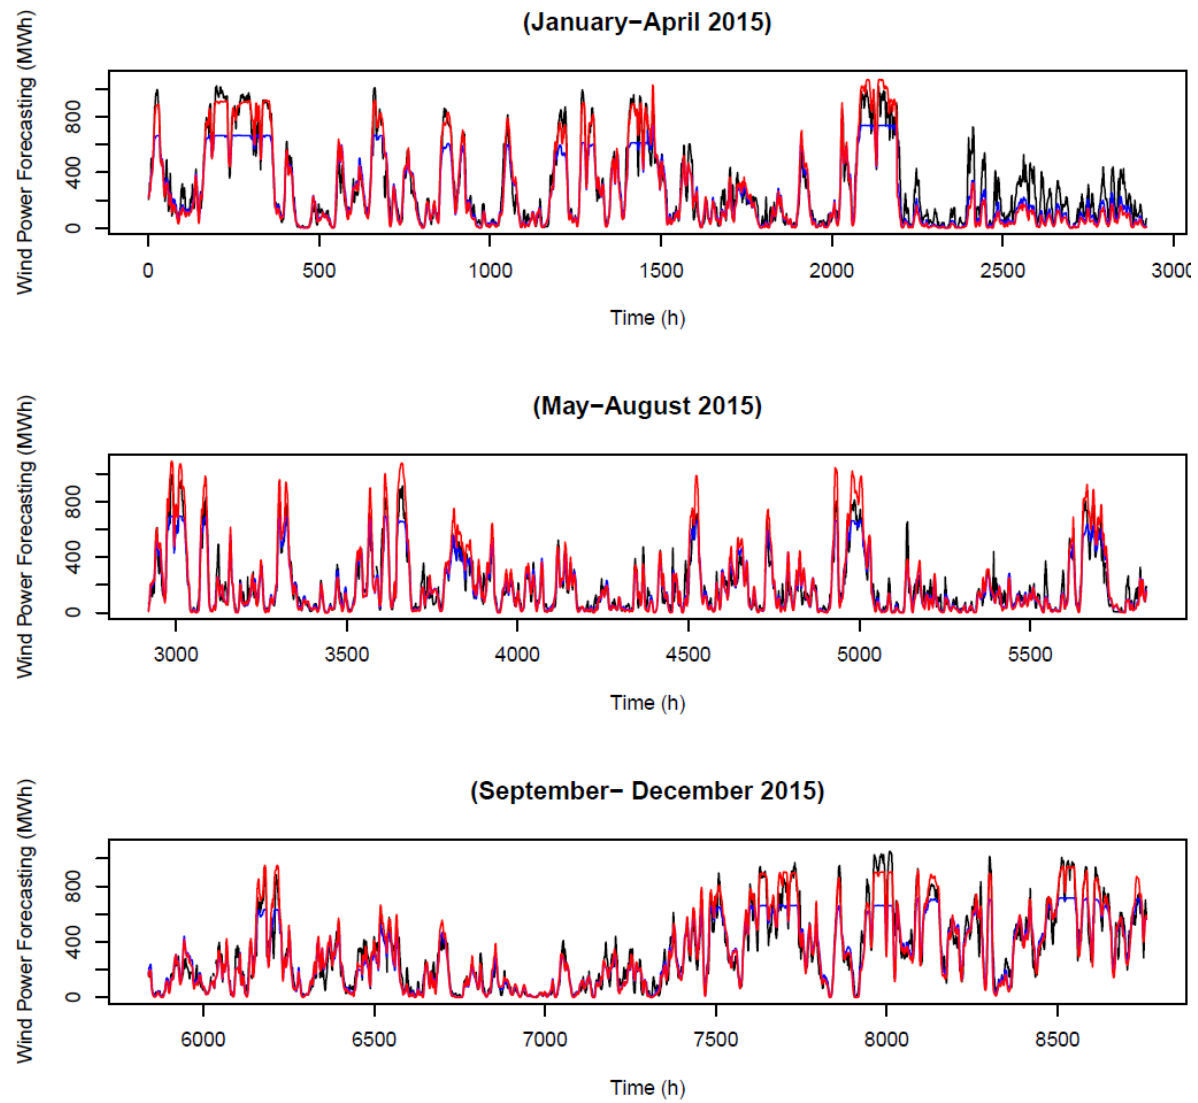 (January−April 2015)
Wind Power Forecasting (MWh)
800
400
0
0 500 1000 1500 2000 2500 3000
Time (h)
(May−August 2015)
Wind Power Forecasting (MWh)
800
400
0
3000 3500 4000 4500 5000 5500
Time (h)
(September− December 2015)
Wind Power Forecasting (MWh)
800
400
0
6000 6500 7000 7500 8000 8500
Time (h)